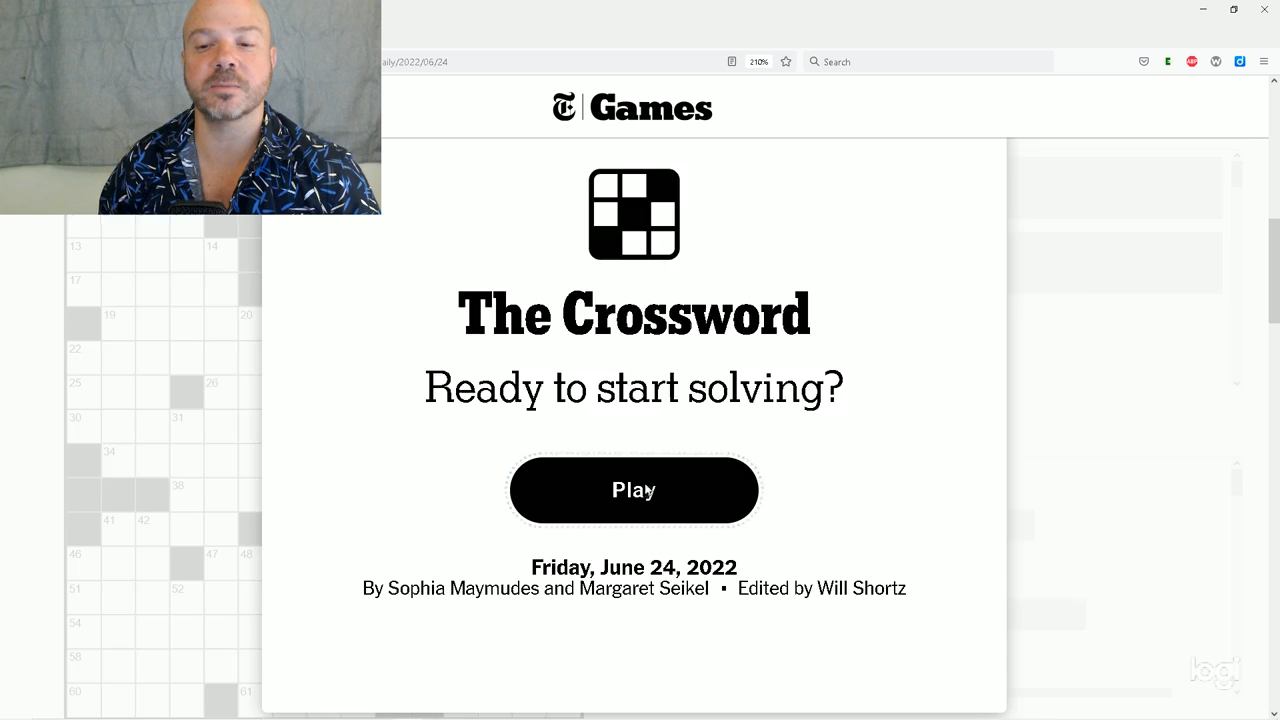 aily/2022/06/24
210%
Search
ABP
W
d
T Games
The Crossword
Ready to start solving?
Play
Friday, June 24, 2022
By Sophia Maymudes and Margaret Seikel ▪ Edited by Will Shortz
13
14
17
19
20
22
25
26
30
31
34
38
41
42
46
47
48
51
52
54
58
60
61
logi